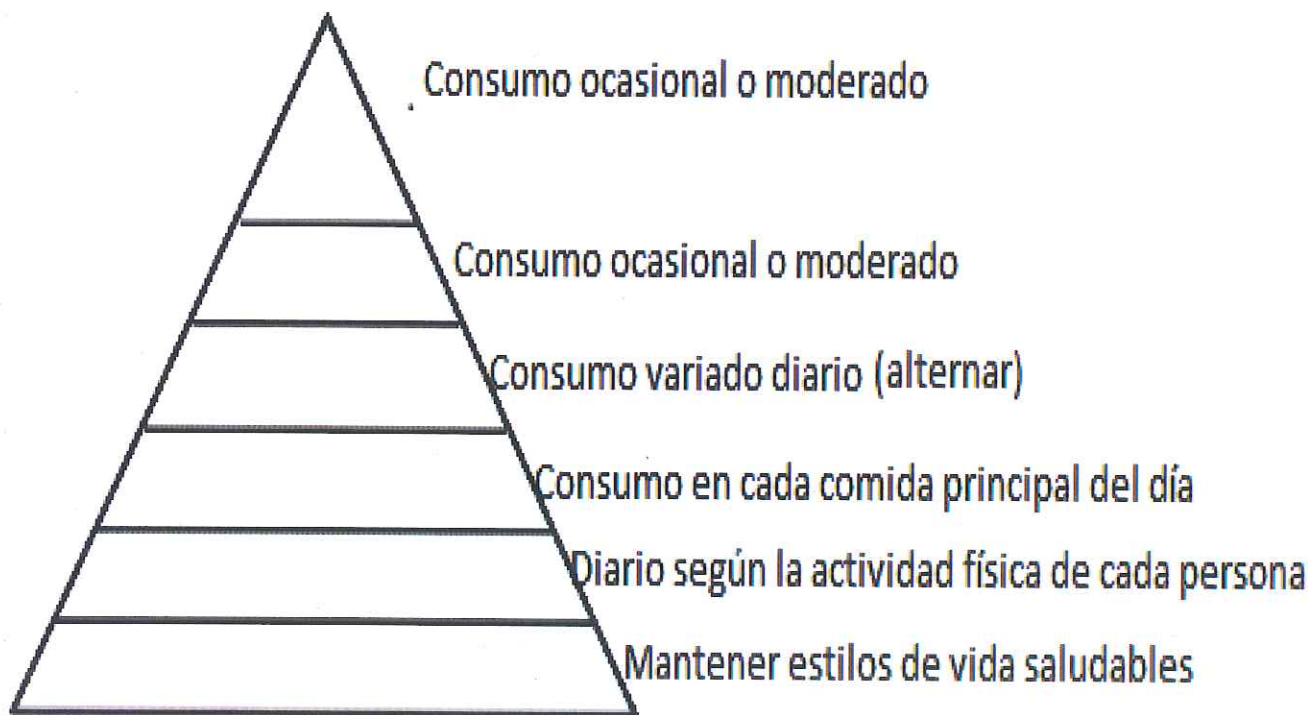 Consumo ocasional o moderado
Consumo ocasional o moderado
Consumo variado diario (alternar)
Consumo en cada comida principal del día
Diario según la actividad física de cada persona
Mantener estilos de vida saludables